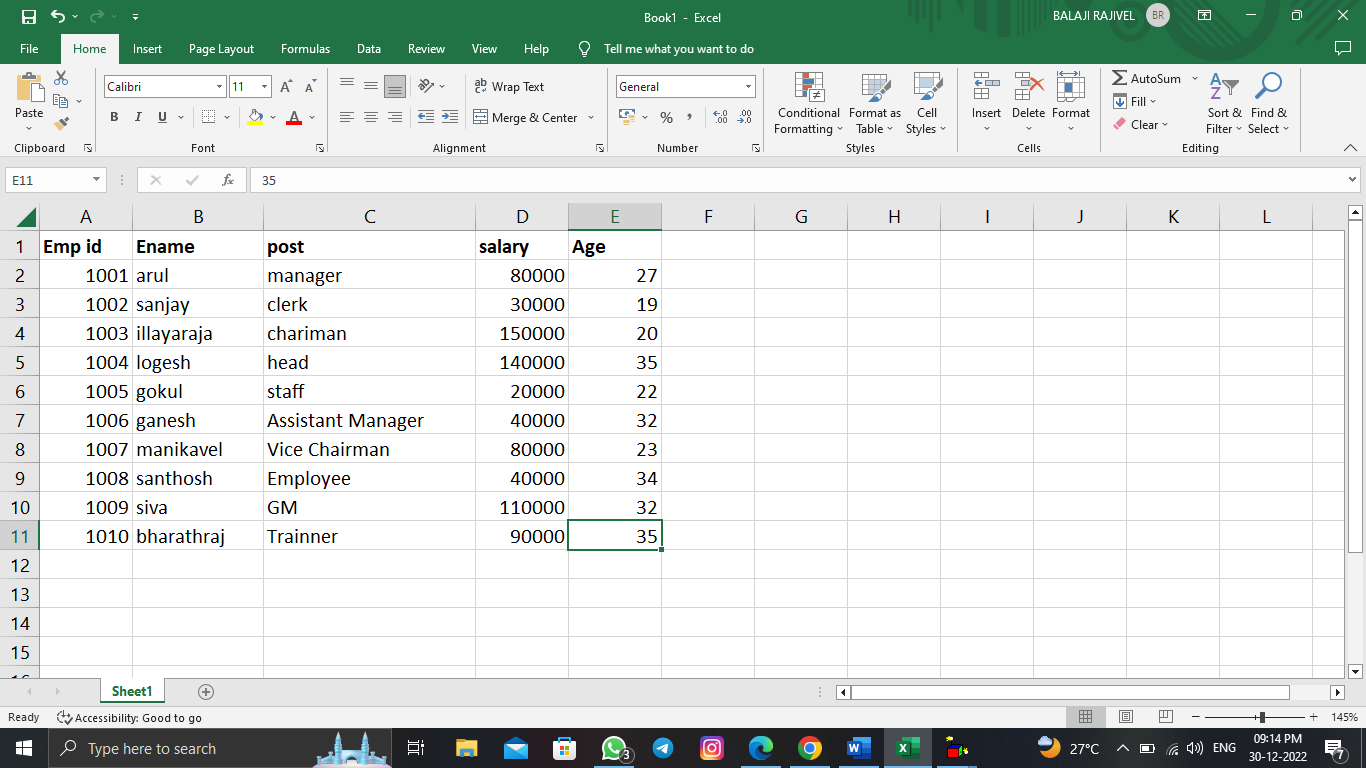 Book1 - Excel
BALAJI RAJIVEL BR
File Home Insert Page Layout Formulas Data Review View Help Tell me what you want to do
Calibri 11 A A ab Wrap Text General AutoSum
Paste B I U A Merge & Center % Conditional Formatting Format as Table Cell Styles Insert Delete Format Fill Clear Sort & Filter Find & Select
Clipboard Font Alignment Number Styles Cells Editing
E11 fx 35
A B C D E F G H I J K L
1 Emp id Ename post salary Age
2 1001 arul manager 80000 27
3 1002 sanjay clerk 30000 19
4 1003 illayaraja chariman 150000 20
5 1004 logesh head 140000 35
6 1005 gokul staff 20000 22
7 1006 ganesh Assistant Manager 40000 32
8 1007 manikavel Vice Chairman 80000 23
9 1008 santhosh Employee 40000 34
10 1009 siva GM 110000 32
11 1010 bharathraj Trainner 90000 35
12
13
14
15
Sheet1
Ready Accessibility: Good to go 145%
Type here to search 3 27°C ENG 09:14 PM 7
30-12-2022